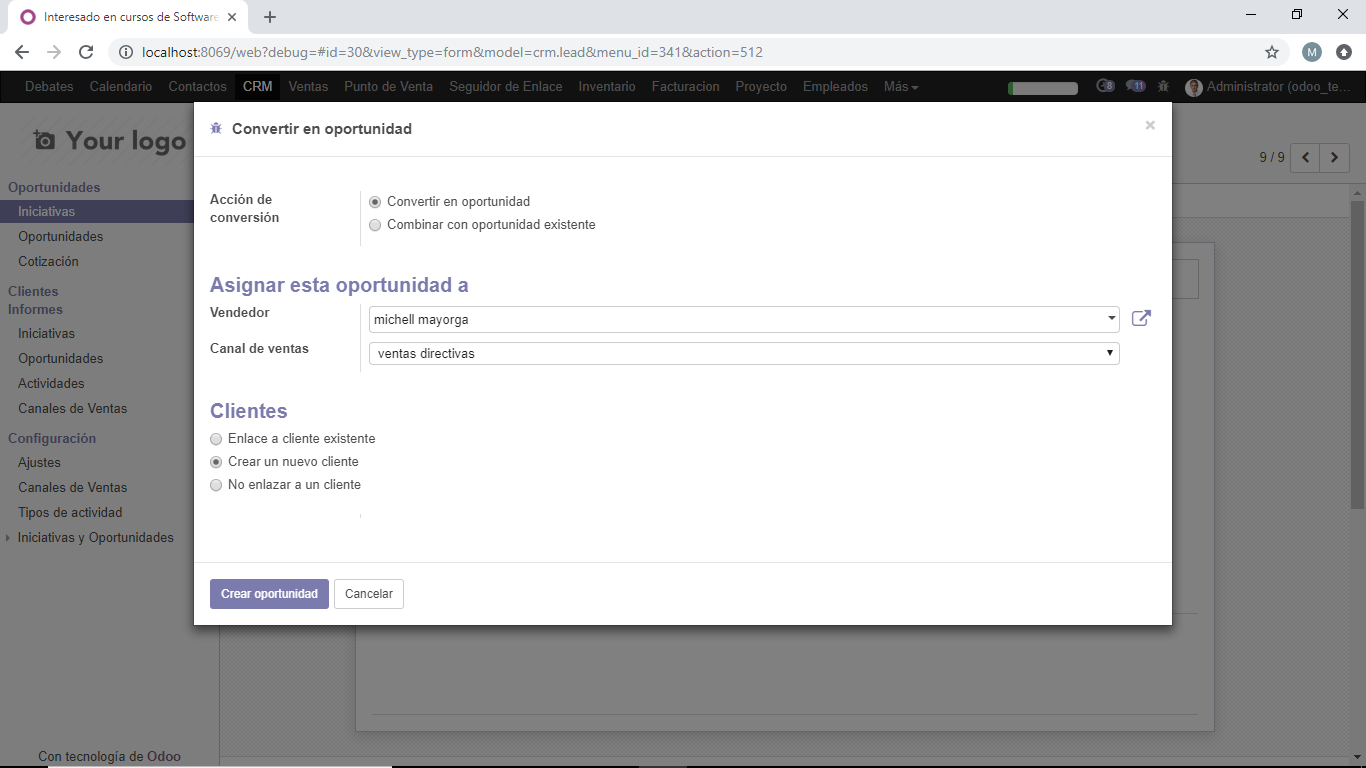 Interesado en cursos de Software
localhost:8069/web?debug=#id=30&view_type=form&model=crm.lead&menu_id=341&action=512
M
Debates Calendario Contactos CRM Ventas Punto de Venta Seguidor de Enlace Inventario Facturacion Proyecto Empleados Más 8 11 Administrator (odoo_te...
Your logo
Convertir en oportunidad
9 / 9
Oportunidades
Iniciativas
Oportunidades
Cotización
Clientes
Informes
Iniciativas
Oportunidades
Actividades
Canales de Ventas
Configuración
Ajustes
Canales de Ventas
Tipos de actividad
Iniciativas y Oportunidades
Con tecnología de Odoo
Acción de
conversión
Convertir en oportunidad
Combinar con oportunidad existente
Asignar esta oportunidad a
Vendedor
michell mayorga
Canal de ventas
ventas directivas
Clientes
Enlace a cliente existente
Crear un nuevo cliente
No enlazar a un cliente
Crear oportunidad
Cancelar